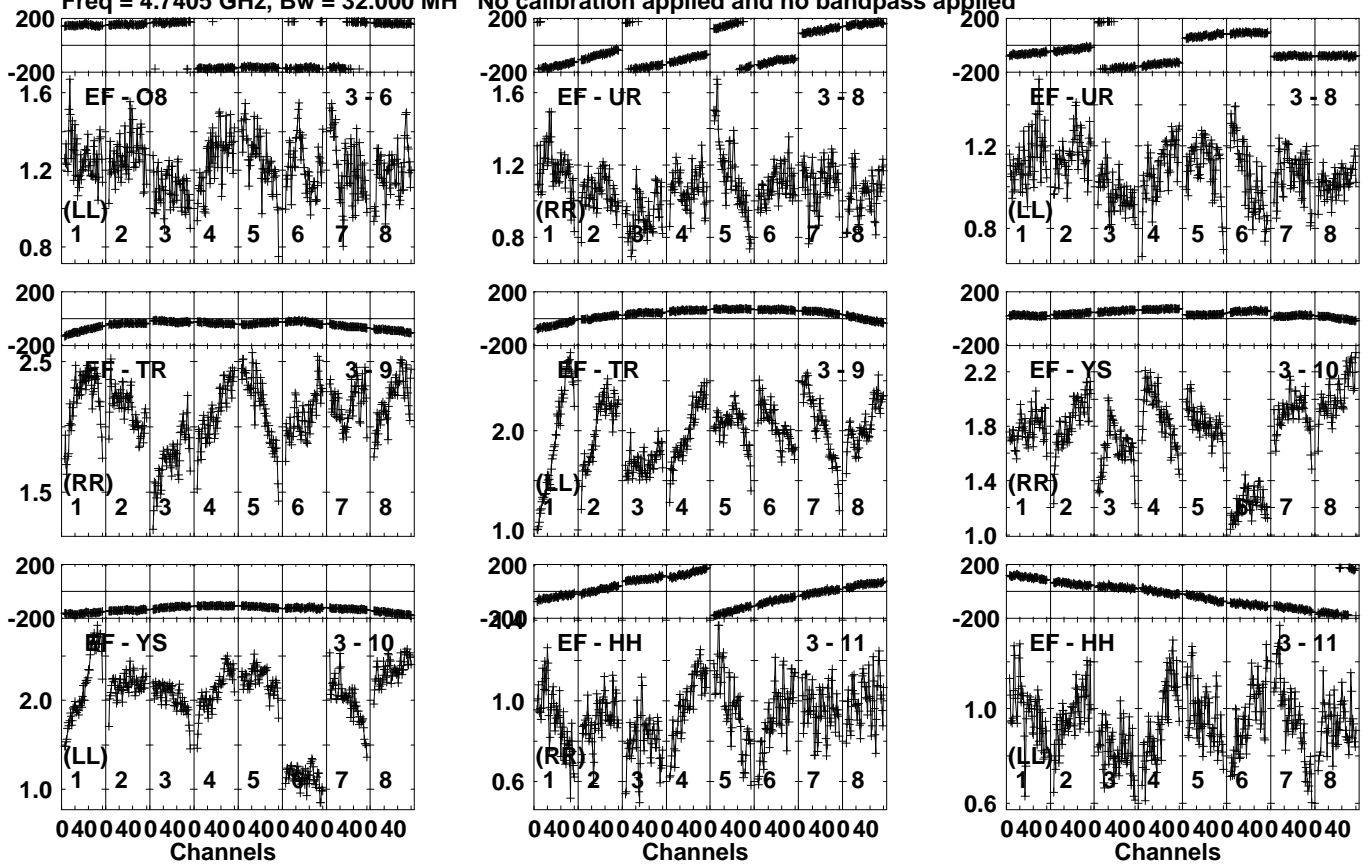 Freq = 4.7405 GHz, Bw = 32.000 MH No calibration applied and no bandpass applied
200
-200
1.6
1.2
0.8
EF - O8
3 - 6
(LL)
1 2 3 4 5 6 7 8
200
-200
1.6
1.2
0.8
EF - UR
3 - 8
(RR)
1 2 3 4 5 6 7 8
200
-200
1.2
0.8
EF - UR
3 - 8
(LL)
1 2 3 4 5 6 7 8
200
-200
2.5
1.5
EF - TR
3 - 9
(RR)
1 2 3 4 5 6 7 8
200
-200
2.0
1.0
EF - TR
3 - 9
(LL)
1 2 3 4 5 6 7 8
200
-200
2.2
1.8
1.4
1.0
EF - YS
3 - 10
(RR)
1 2 3 4 5 6 7 8
200
-200
2.0
1.0
EF - YS
3 - 10
(LL)
1 2 3 4 5 6 7 8
0 40 0 40 0 40 0 40 0 40 0 40 0 40 0 40
Channels
200
-200
1.4
1.0
0.6
EF - HH
3 - 11
(RR)
1 2 3 4 5 6 7 8
0 40 0 40 0 40 0 40 0 40 0 40 0 40 0 40
Channels
200
-200
1.0
0.6
EF - HH
3 - 11
(LL)
1 2 3 4 5 6 7 8
0 40 0 40 0 40 0 40 0 40 0 40 0 40 0 40
Channels